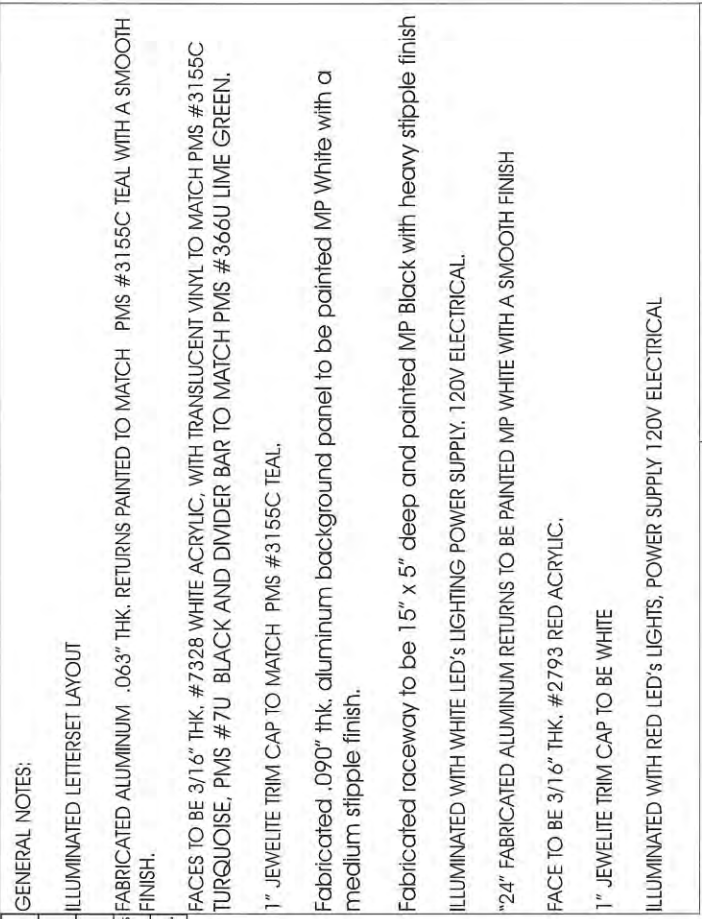 GENERAL NOTES:
ILLUMINATED LETTERSET LAYOUT
FABRICATED ALUMINUM .063" THK. RETURNS PAINTED TO MATCH PMS #3155C TEAL WITH A SMOOTH
FINISH.
FACES TO BE 3/16" THK. #7328 WHITE ACRYLIC, WITH TRANSLUCENT VINYL TO MATCH PMS #3155C
TURQUOISE, PMS #7U BLACK AND DIVIDER BAR TO MATCH PMS #366U LIME GREEN.
1" JEWELITE TRIM CAP TO MATCH PMS #3155C TEAL.
Fabricated .090" thk. aluminum background panel to be painted MP White with a
medium stipple finish..
Fabricated raceway to be 15" x 5" deep and painted MP Black with heavy stipple finish
ILLUMINATED WITH WHITE LED's LIGHTING POWER SUPPLY. 120V ELECTRICAL.
"24" FABRICATED ALUMINUM RETURNS TO BE PAINTED MP WHITE WITH A SMOOTH FINISH
FACE TO BE 3/16" THK. #2793 RED ACRYLIC.
1" JEWELITE TRIM CAP TO BE WHITE
ILLUMINATED WITH RED LED's LIGHTS, POWER SUPPLY 120V ELECTRICAL